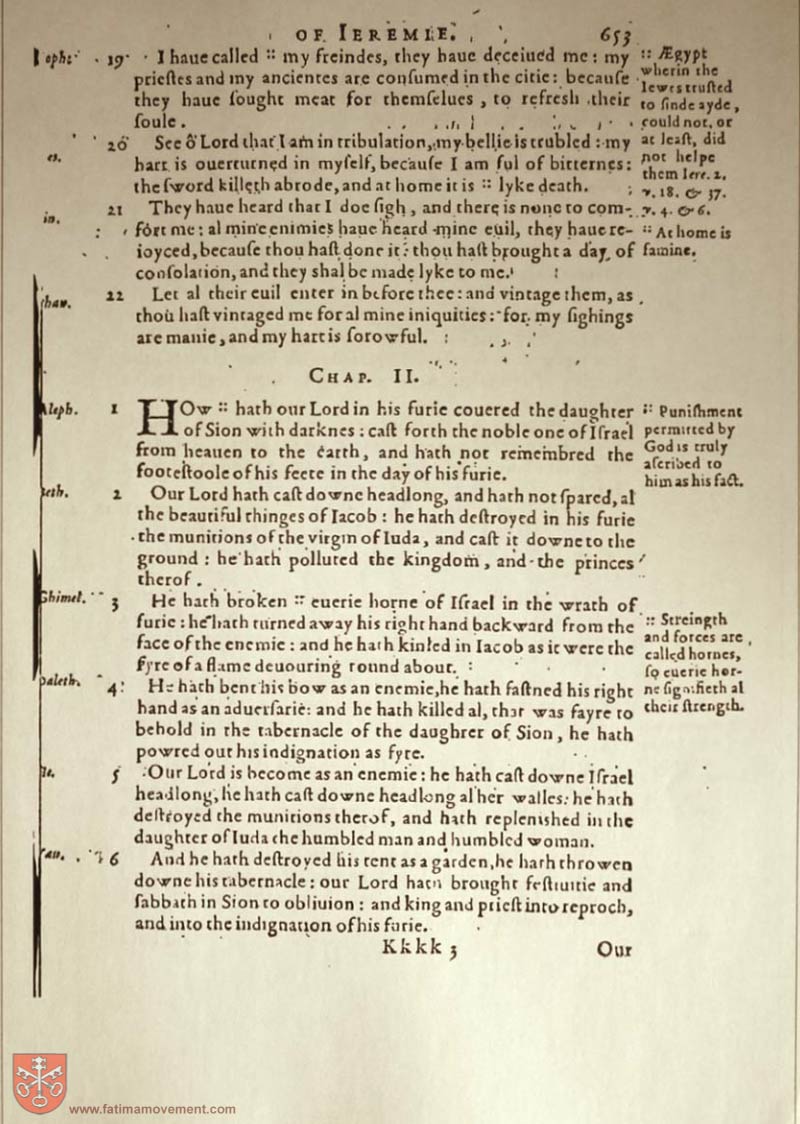 OF IEREMIE. 653
19 I haue called :: my freindes, they haue deceiued me: my
prieſtes and my ancientes are conſumed in the citie: becauſe
they haue ſought meat for themſelues, to refreſh their
ſoule.
20 See ô Lord that I am in tribulation, my bellie is trubled: my
hart is ouerturned in myſelf, becauſe I am ful of bitternes:
the ſword killeth abrode, and at home it is :: lyke death.
21 They haue heard that I doe ſigh, and there is none to com-
fort me: al mine enimies haue heard mine euil, they haue re-
ioyced, becauſe thou haſt done it: thou haſt brought a day of
conſolation, and they shal be made lyke to me.
22 Let al their euil enter in before thee: and vintage them, as
thou haſt vintaged me for al mine iniquities: for my ſighings
are manie, and my hart is ſorowful.
:: Ægypt
wherin the
Iewes truſted
to finde ayde,
could not, or
at leaſt, did
not helpe
them Iere. 2.
v. 18. & 37.
v. 4. & 6.
:: At home is
famine.
CHAP. II.
Aleph. 1 HOw :: hath our Lord in his furie couered the daughter
of Sion with darknes: caſt forth the noble one of Iſrael
from heauen to the earth, and hath not remembred the
footeſtoole of his feete in the day of his furie.
:: Puniſhment
permitted by
God is truly
aſcribed to
him as his fact.
Beth. 2 Our Lord hath caſt downe headlong, and hath not ſpared, al
the beautiful thinges of Iacob: he hath deſtroyed in his furie
the munitions of the virgin of Iuda, and caſt it downe to the
ground: he hath polluted the kingdom, and the princes
therof.
Ghimel. 3 He hath broken :: euerie horne of Iſrael in the wrath of
furie: he hath turned away his right hand backward from the
face of the enemie: and he hath kinled in Iacob as it were the
fyre of a flame deuouring round about.
:: Streingth
and forces are
called hornes,
ſo euerie hor-
ne ſignifieth al
their ſtrength.
Daleth. 4 He hath bent his bow as an enemie, he hath faſtned his right
hand as an aduerſarie: and he hath killed al, that was fayre to
behold in the tabernacle of the daughter of Sion, he hath
powred out his indignation as fyre.
He. 5 Our Lord is become as an enemie: he hath caſt downe Iſrael
headlong, he hath caſt downe headlong al her walles: he hath
deſtroyed the munitions therof, and hath repleniſhed in the
daughter of Iuda the humbled man and humbled woman.
Vau. 6 And he hath deſtroyed his tent as a garden, he hath throwen
downe his tabernacle: our Lord hath brought feſtiuitie and
ſabbath in Sion to obliuion: and king and prieſt into reproch,
and into the indignation of his furie.
Kkkk 3 Our
www.fatimamovement.com